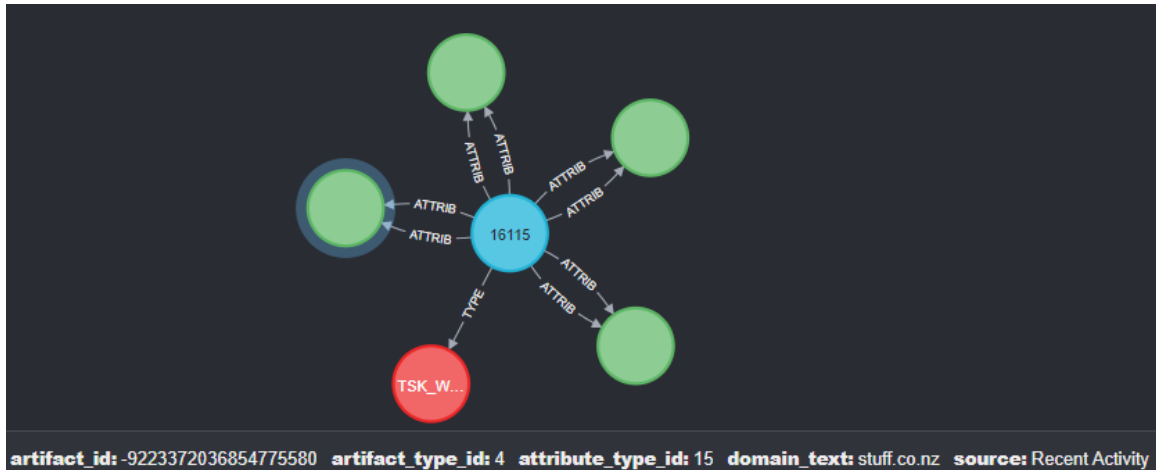 ATTRIB
ATTRIB
ATTRIB
ATTRIB
ATTRIB
ATTRIB
16115
ATTRIB
ATTRIB
TYPE
TSK_W...
artifact_id: -9223372036854775580 artifact_type_id: 4 attribute_type_id: 15 domain_text: stuff.co.nz source: Recent Activity